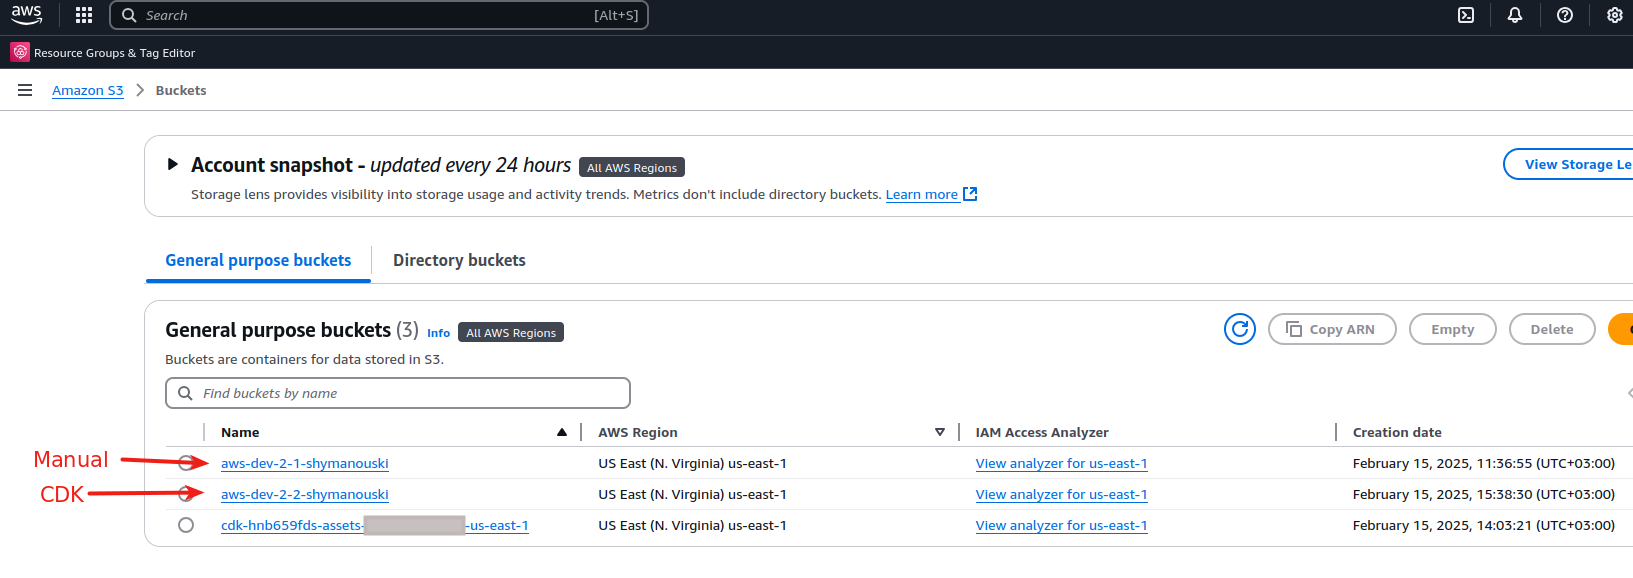 aws Search [Alt+S]
Resource Groups & Tag Editor
Amazon S3 Buckets
Account snapshot - updated every 24 hours All AWS Regions
View Storage Le
Storage lens provides visibility into storage usage and activity trends. Metrics don't include directory buckets. Learn more
General purpose buckets Directory buckets
General purpose buckets (3) Info All AWS Regions
Copy ARN Empty Delete
Buckets are containers for data stored in S3.
Find buckets by name
Name AWS Region IAM Access Analyzer Creation date
Manual aws-dev-2-1-shymanouski US East (N. Virginia) us-east-1 View analyzer for us-east-1 February 15, 2025, 11:36:55 (UTC+03:00)
CDK aws-dev-2-2-shymanouski US East (N. Virginia) us-east-1 View analyzer for us-east-1 February 15, 2025, 15:38:30 (UTC+03:00)
cdk-hnb659fds-assets- -us-east-1 US East (N. Virginia) us-east-1 View analyzer for us-east-1 February 15, 2025, 14:03:21 (UTC+03:00)